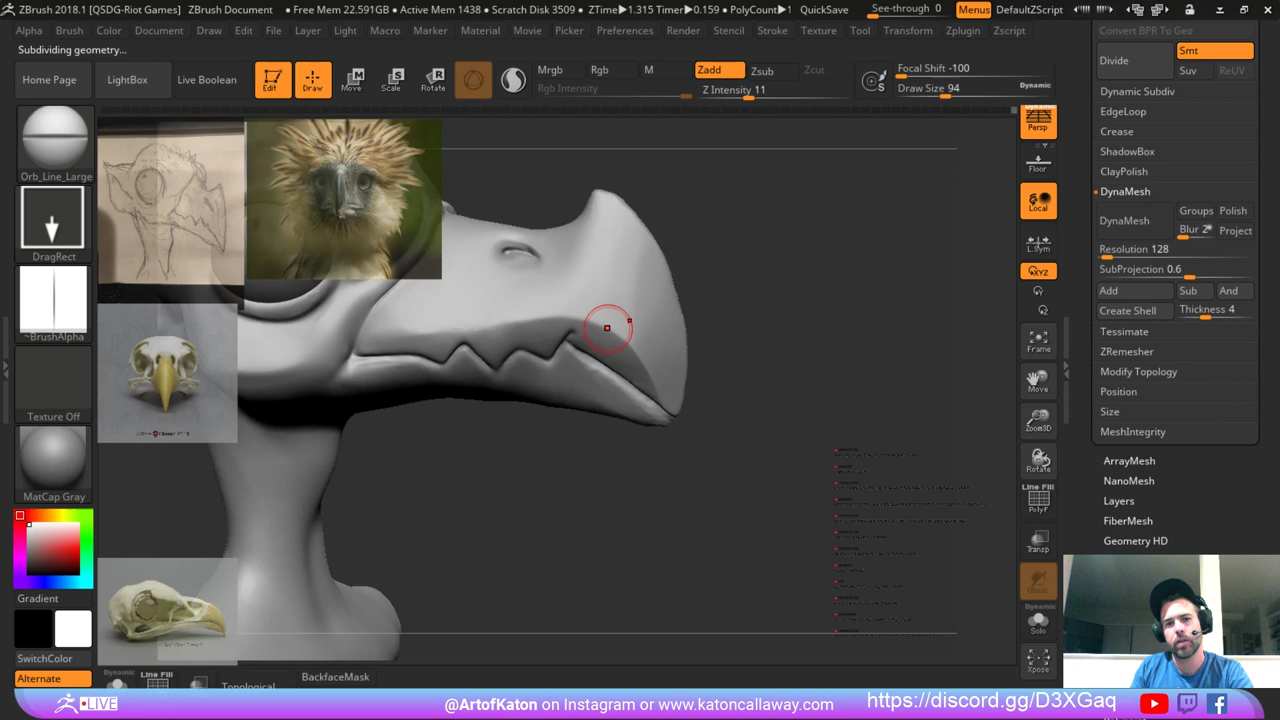 ZBrush 2018.1 [QSDG-Riot Games] ZBrush Document • Free Mem 22.591GB • Active Mem 1438 • Scratch Disk 3509 • ZTime▶1.315 Timer▶0.159 • PolyCount▶1 QuickSave See-through 0 Menus DefaultZScript
Alpha Brush Color Document Draw Edit File Layer Light Macro Marker Material Movie Picker Preferences Render Stencil Stroke Texture Tool Transform Zplugin Zscript
Subdividing geometry...
Home Page LightBox Live Boolean Edit Draw Move Scale Rotate
Mrgb Rgb M Zadd Zsub Zcut
Rgb Intensity Z Intensity 11
Focal Shift -100
Draw Size 94 Dynamic
Orb_Line_Large
DragRect
~BrushAlpha
Texture Off
MatCap Gray
Gradient
SwitchColor
Alternate
Dynamic
Line Fill
Topological
BackfaceMask
Dynamic
Persp
Floor
Local
L.Sym
XYZ
Frame
Move
Zoom3D
Rotate
Line Fill
PolyF
Transp
Ghost
Dynamic
Solo
Xpose
Convert BPR To Geo
Divide Smt
Suv ReUV
Dynamic Subdiv
EdgeLoop
Crease
ShadowBox
ClayPolish
DynaMesh
DynaMesh Groups Polish
Blur 2 Project
Resolution 128
SubProjection 0.6
Add Sub And
Create Shell Thickness 4
Tessimate
ZRemesher
Modify Topology
Position
Size
MeshIntegrity
ArrayMesh
NanoMesh
Layers
FiberMesh
Geometry HD
LIVE
@ArtofKaton on Instagram or www.katoncallaway.com
https://discord.gg/D3XGaq